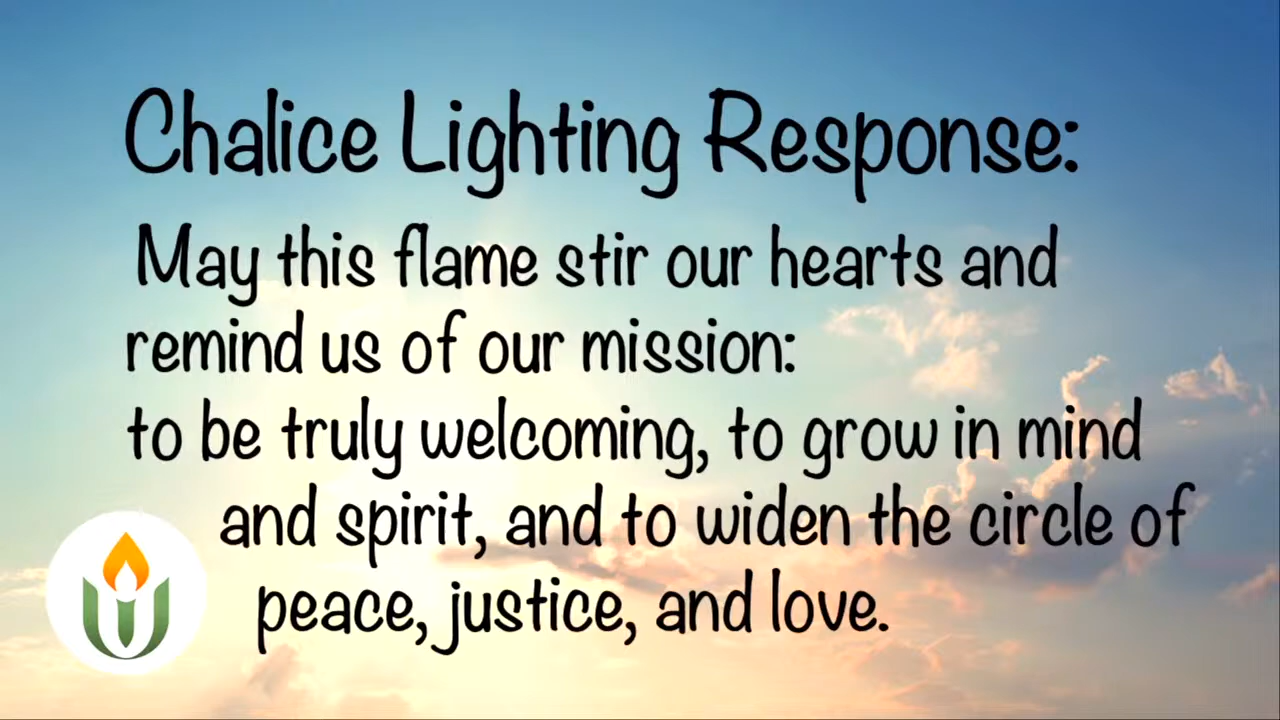 Chalice Lighting Response:
May this flame stir our hearts and
remind us of our mission:
to be truly welcoming, to grow in mind
and spirit, and to widen the circle of
peace, justice, and love.